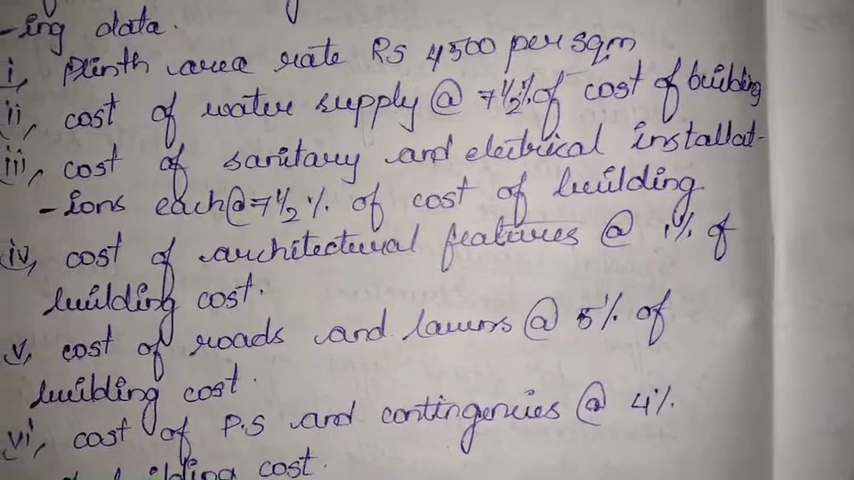 -ing data.
i, Plinth area rate Rs 4500 per sqm
ii, cost of water supply @ 7½% of cost of building
iii, cost of sanitary and electrical installat-
-ions each @ 7½% of cost of building.
iv, cost of architectural features @ 1% of
building cost.
v, cost of roads and lawns @ 5% of
building cost.
vi, cost of P.S and contingencies @ 4%.
building cost.